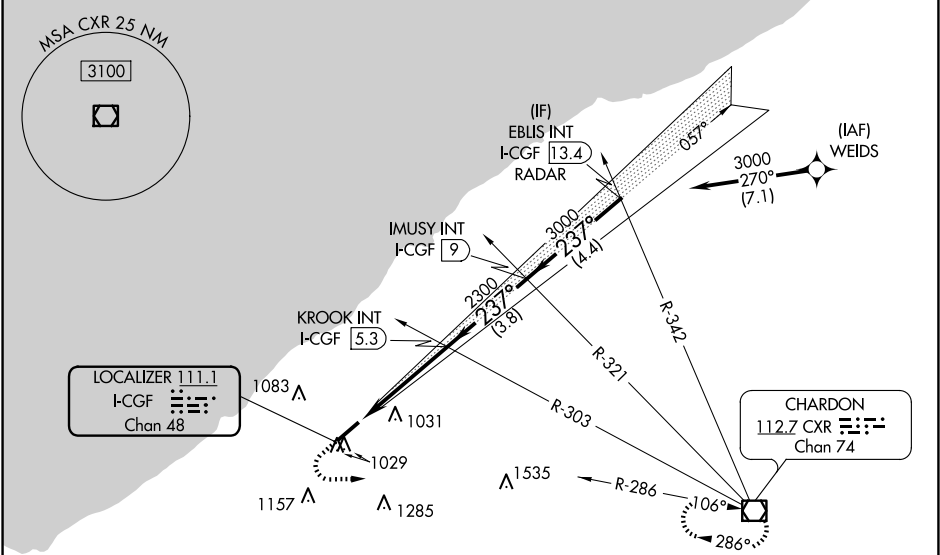 MSA CXR 25 NM
3100
(IF)
EBLIS INT
I-CGF 13.4
RADAR
057°
(IAF)
WEIDS
3000
270°
(7.1)
IMUSY INT
I-CGF 9
3000
237°
(4.4)
2300
237°
(3.8)
KROOK INT
I-CGF 5.3
R-342
R-321
R-303
LOCALIZER 111.1
I-CGF
Chan 48
1083
1031
1029
1157
1285
1535
CHARDON
112.7 CXR
Chan 74
R-286
106°
286°